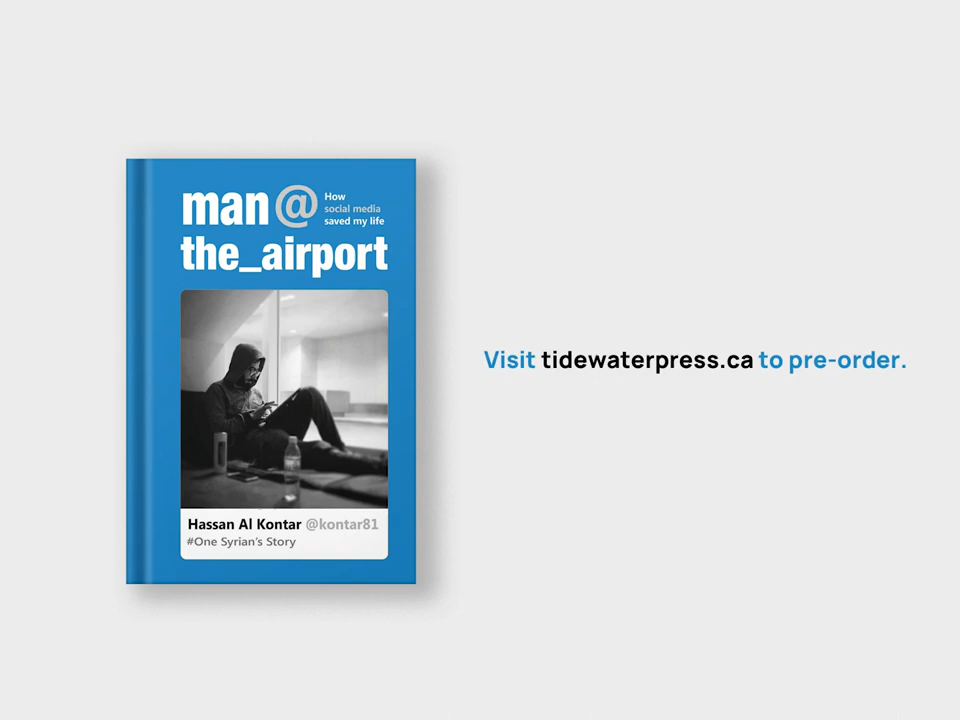 man@
How
social media
saved my life
the_airport
Hassan Al Kontar @kontar81
#One Syrian's Story
Visit tidewaterpress.ca to pre-order.